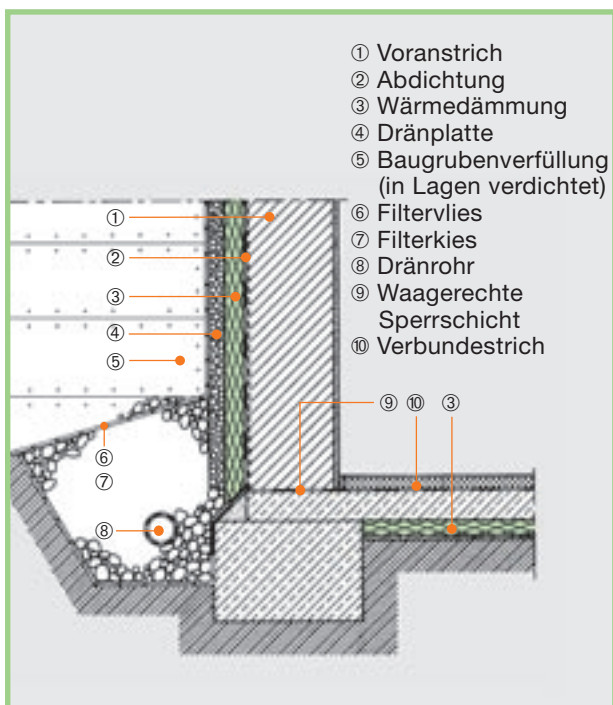 ① Voranstrich
② Abdichtung
③ Wärmedämmung
④ Dränplatte
⑤ Baugrubenverfüllung
(in Lagen verdichtet)
⑥ Filtervlies
⑦ Filterkies
⑧ Dränrohr
⑨ Waagerechte
Sperrschicht
⑩ Verbundestrich
①
②
③
④
⑤
⑨ ⑩ ③
⑥
⑦
⑧